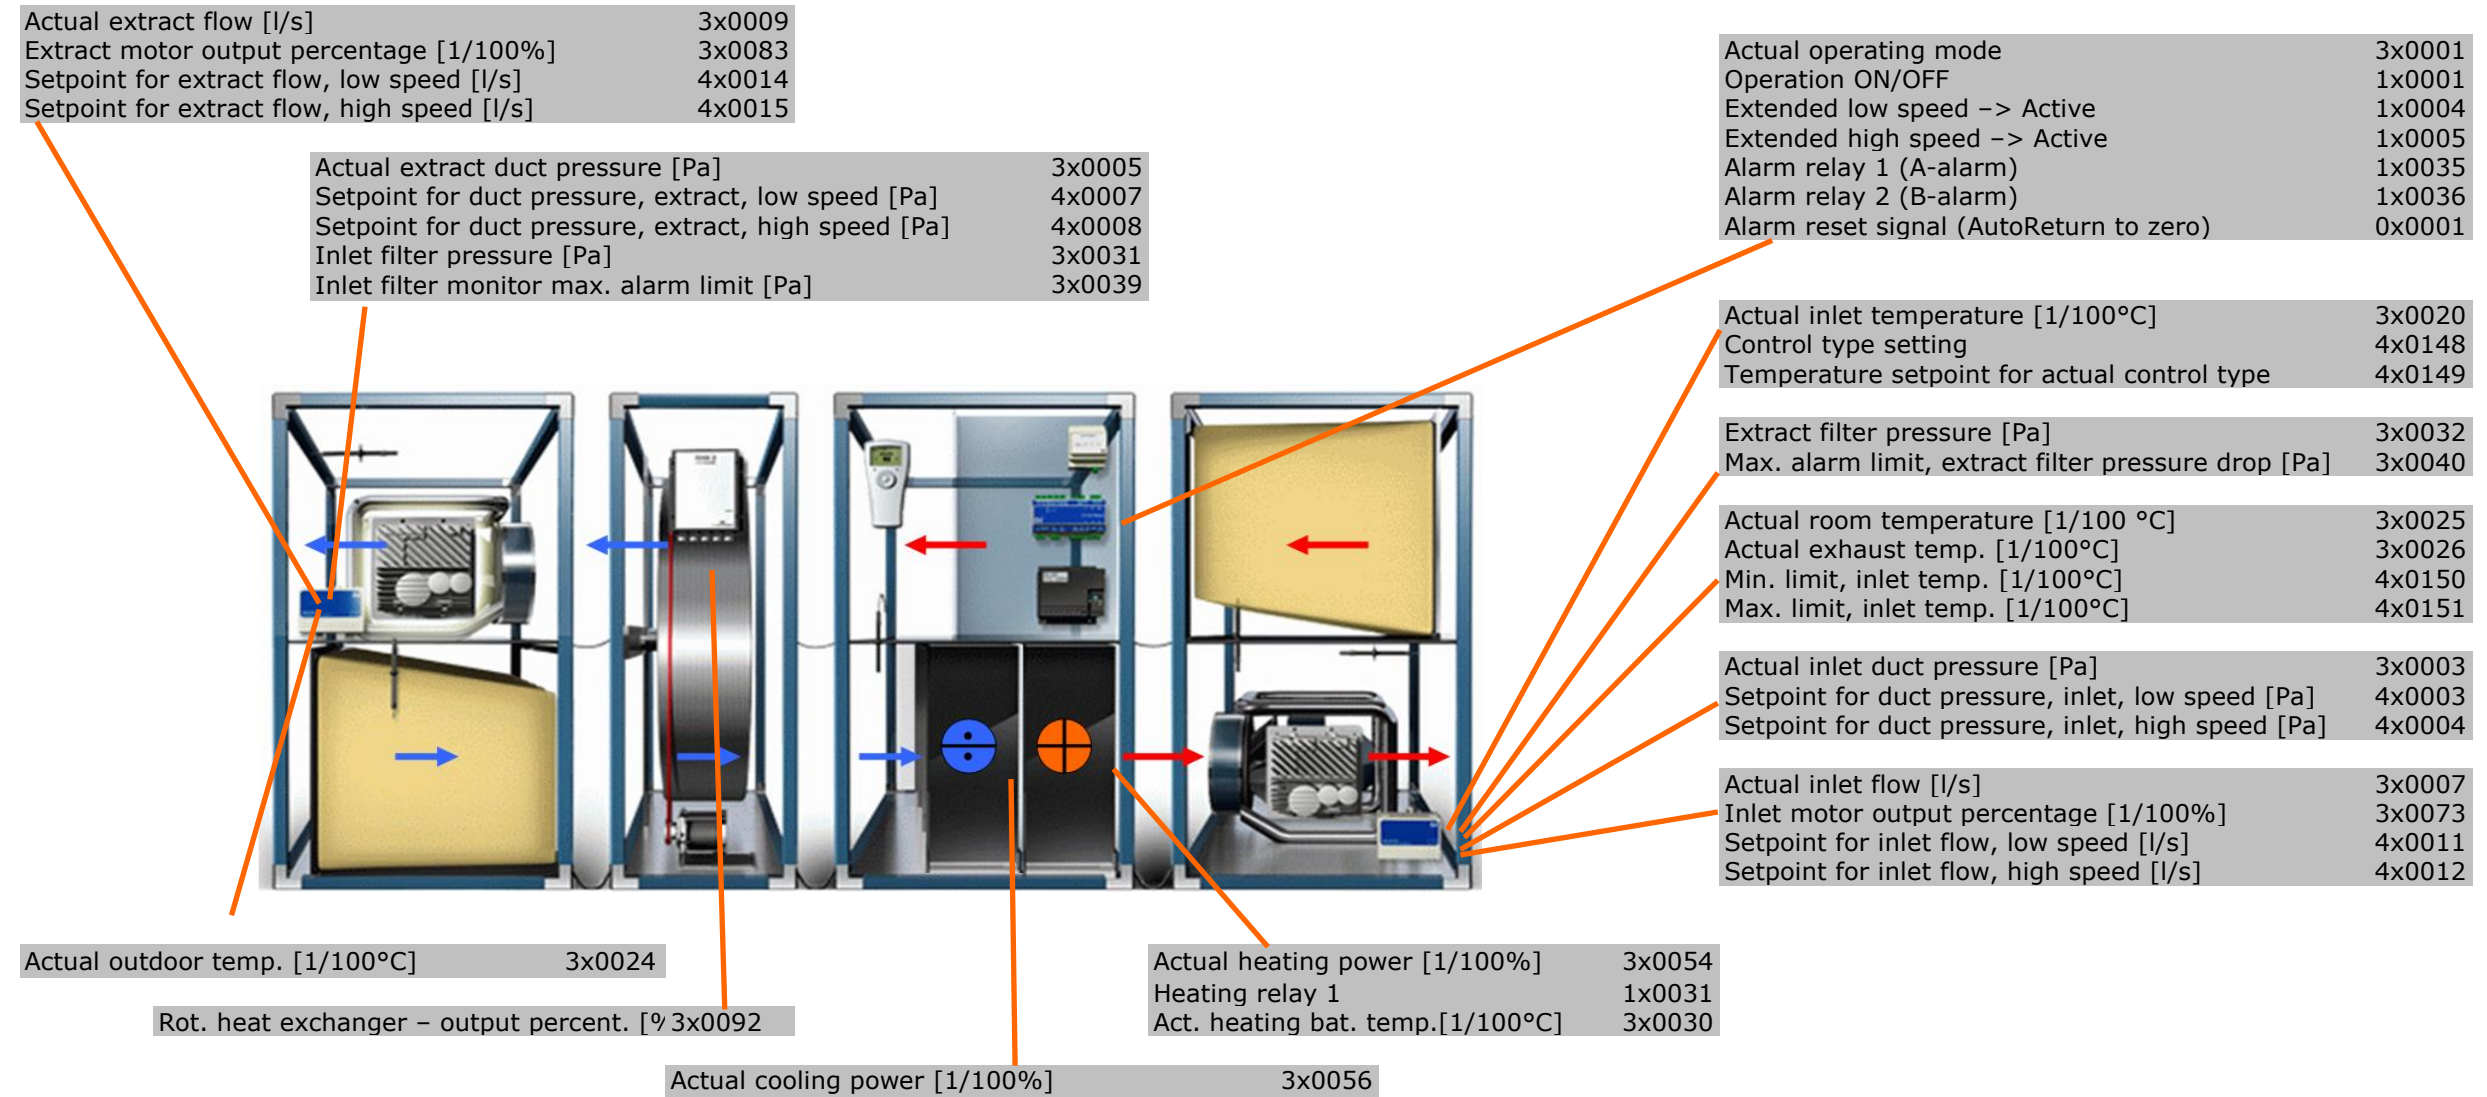 Actual extract flow [l/s] 3x0009
Extract motor output percentage [1/100%] 3x0083
Setpoint for extract flow, low speed [l/s] 4x0014
Setpoint for extract flow, high speed [l/s] 4x0015
Actual extract duct pressure [Pa] 3x0005
Setpoint for duct pressure, extract, low speed [Pa] 4x0007
Setpoint for duct pressure, extract, high speed [Pa] 4x0008
Inlet filter pressure [Pa] 3x0031
Inlet filter monitor max. alarm limit [Pa] 3x0039
Actual operating mode 3x0001
Operation ON/OFF 1x0001
Extended low speed –> Active 1x0004
Extended high speed –> Active 1x0005
Alarm relay 1 (A-alarm) 1x0035
Alarm relay 2 (B-alarm) 1x0036
Alarm reset signal (AutoReturn to zero) 0x0001
Actual inlet temperature [1/100°C] 3x0020
Control type setting 4x0148
Temperature setpoint for actual control type 4x0149
Extract filter pressure [Pa] 3x0032
Max. alarm limit, extract filter pressure drop [Pa] 3x0040
Actual room temperature [1/100 °C] 3x0025
Actual exhaust temp. [1/100°C] 3x0026
Min. limit, inlet temp. [1/100°C] 4x0150
Max. limit, inlet temp. [1/100°C] 4x0151
Actual inlet duct pressure [Pa] 3x0003
Setpoint for duct pressure, inlet, low speed [Pa] 4x0003
Setpoint for duct pressure, inlet, high speed [Pa] 4x0004
Actual inlet flow [l/s] 3x0007
Inlet motor output percentage [1/100%] 3x0073
Setpoint for inlet flow, low speed [l/s] 4x0011
Setpoint for inlet flow, high speed [l/s] 4x0012
Actual outdoor temp. [1/100°C] 3x0024
Rot. heat exchanger – output percent. [% 3x0092
Actual heating power [1/100%] 3x0054
Heating relay 1 1x0031
Act. heating bat. temp.[1/100°C] 3x0030
Actual cooling power [1/100%] 3x0056